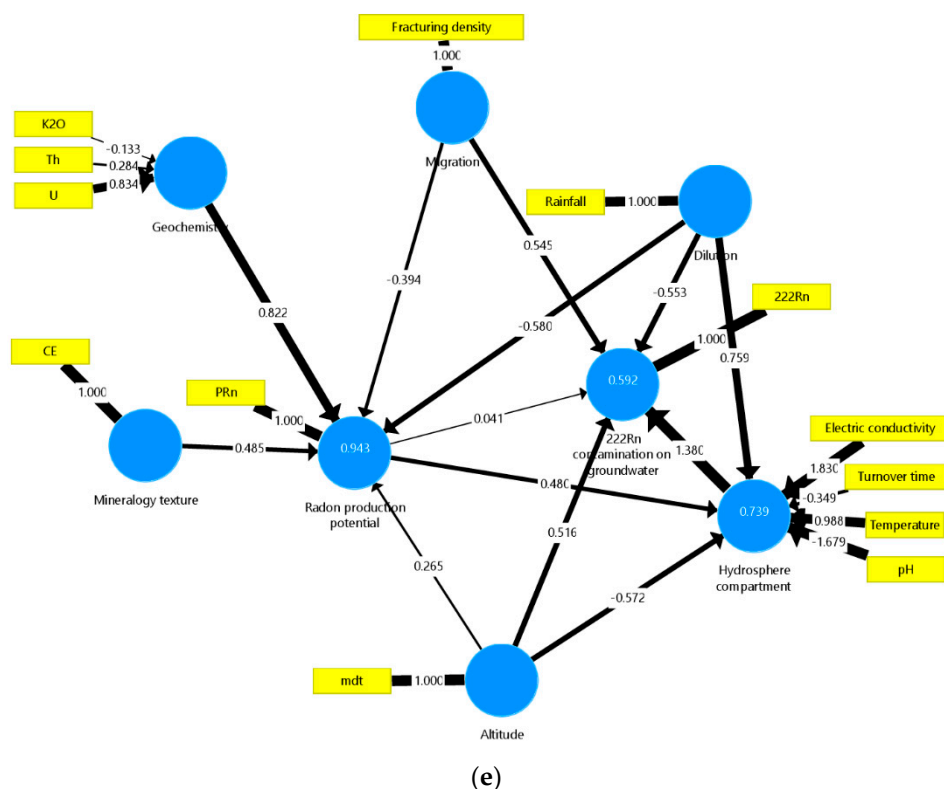 Fracturing density
1.000
K2O
-0.133
Th
0.284
U
0.834
Geochemistry
Migration
Rainfall
1.000
Dilution
222Rn
1.000
0.545
-0.553
-0.394
0.822
-0.580
0.759
CE
1.000
PRn
1.000
0.592
0.041
222Rn
contamination on
groundwater
1.380
Electric conductivity
1.830
Turnover time
-0.349
Temperature
0.988
pH
-1.679
Mineralogy texture
0.485
0.943
Radon production
potential
0.480
0.739
Hydrosphere
compartment
0.516
0.265
-0.572
mdt
1.000
Altitude
(e)